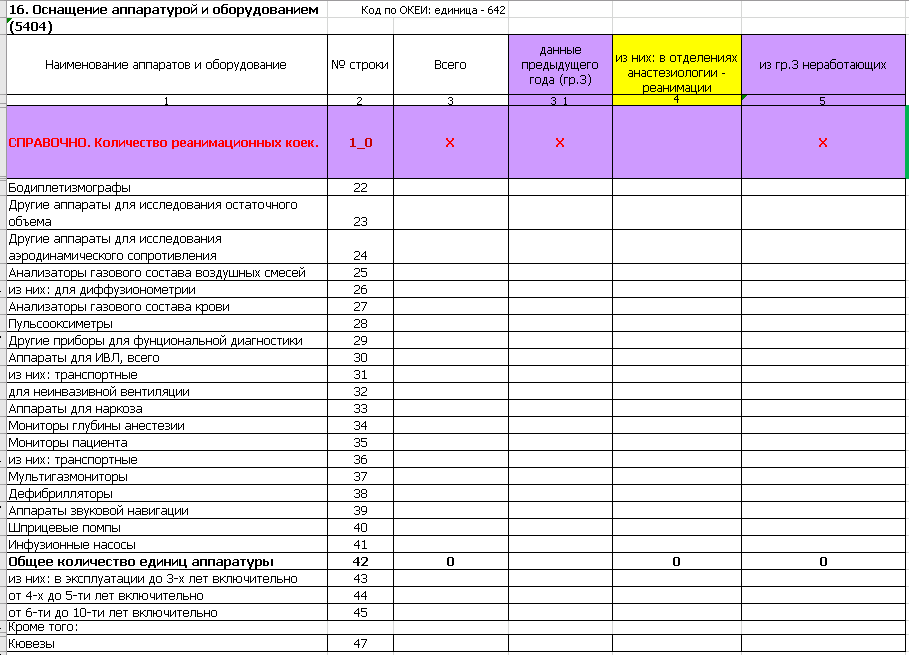 16. Оснащение аппаратурой и оборудованием Код по ОКЕИ: единица - 642
(5404)
Наименование аппаратов и оборудование № строки Всего данные предыдущего года (гр.3) из них: в отделениях анастезиологии - реанимации из гр.3 неработающих
1 2 3 3_1 4 5
СПРАВОЧНО. Количество реанимационных коек. 1_0 X X X
Бодиплетизмографы 22
Другие аппараты для исследования остаточного
объема 23
Другие аппараты для исследования
аэродинамического сопротивления 24
Анализаторы газового состава воздушных смесей 25
из них: для диффузионометрии 26
Анализаторы газового состава крови 27
Пульсооксиметры 28
Другие приборы для фунциональной диагностики 29
Аппараты для ИВЛ, всего 30
из них: транспортные 31
для неинвазивной вентиляции 32
Аппараты для наркоза 33
Мониторы глубины анестезии 34
Мониторы пациента 35
из них: транспортные 36
Мультигазмониторы 37
Дефибрилляторы 38
Аппараты звуковой навигации 39
Шприцевые помпы 40
Инфузионные насосы 41
Общее количество единиц аппаратуры 42 0 0 0
из них: в эксплуатации до 3-х лет включительно 43
от 4-х до 5-ти лет включительно 44
от 6-ти до 10-ти лет включительно 45
Кроме того:
Кювезы 47